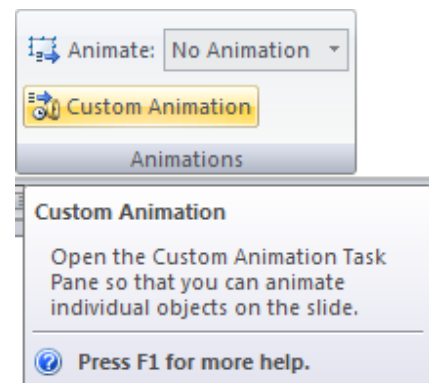 Animate: No Animation
Custom Animation
Animations
Custom Animation
Open the Custom Animation Task
Pane so that you can animate
individual objects on the slide.
Press F1 for more help.